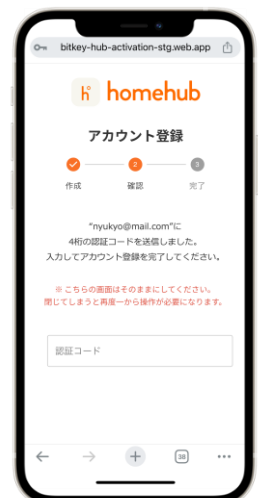 bitkey-hub-activation-stg.web.app
h homehub
アカウント登録
2 3
作成 確認 完了
"nyukyo@mail.com"に
4桁の認証コードを送信しました。
入力してアカウント登録を完了してください。
※こちらの画面はそのままにしてください。
閉じてしまうと再度一から操作が必要になります。
認証コード
38